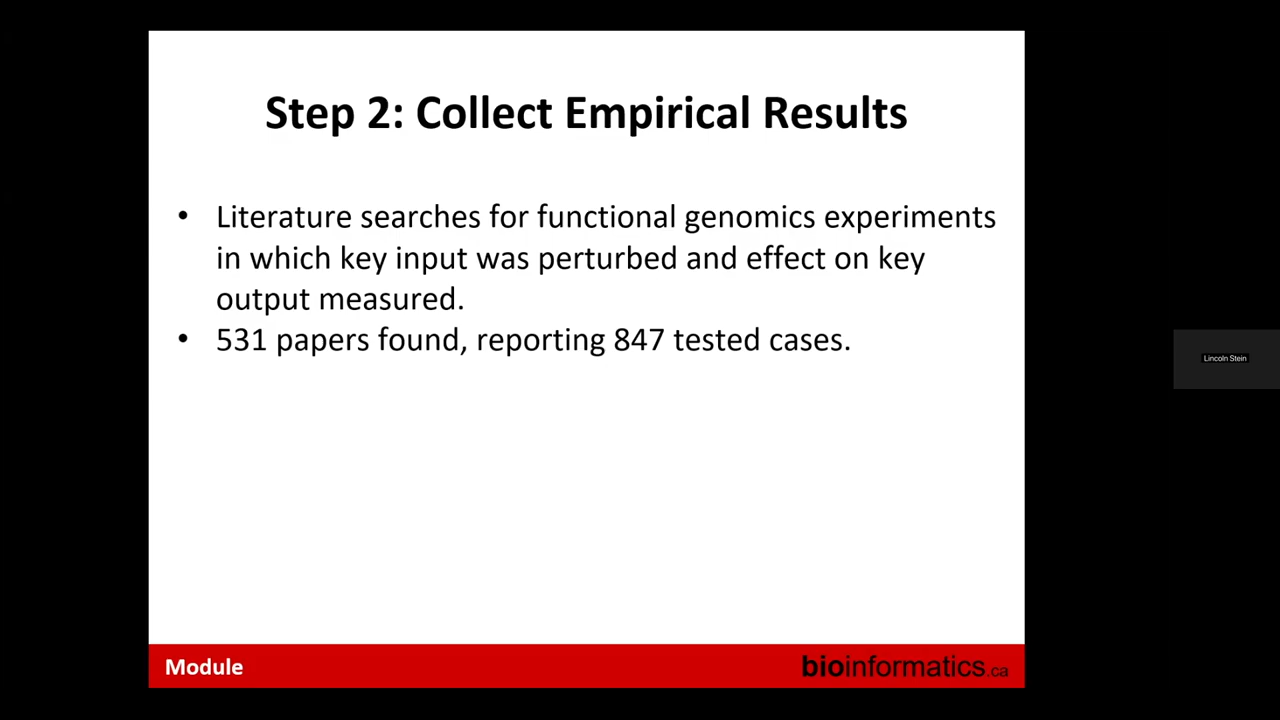 Step 2: Collect Empirical Results
• Literature searches for functional genomics experiments
in which key input was perturbed and effect on key
output measured.
• 531 papers found, reporting 847 tested cases.
Lincoln Stein
Module
bioinformatics.ca